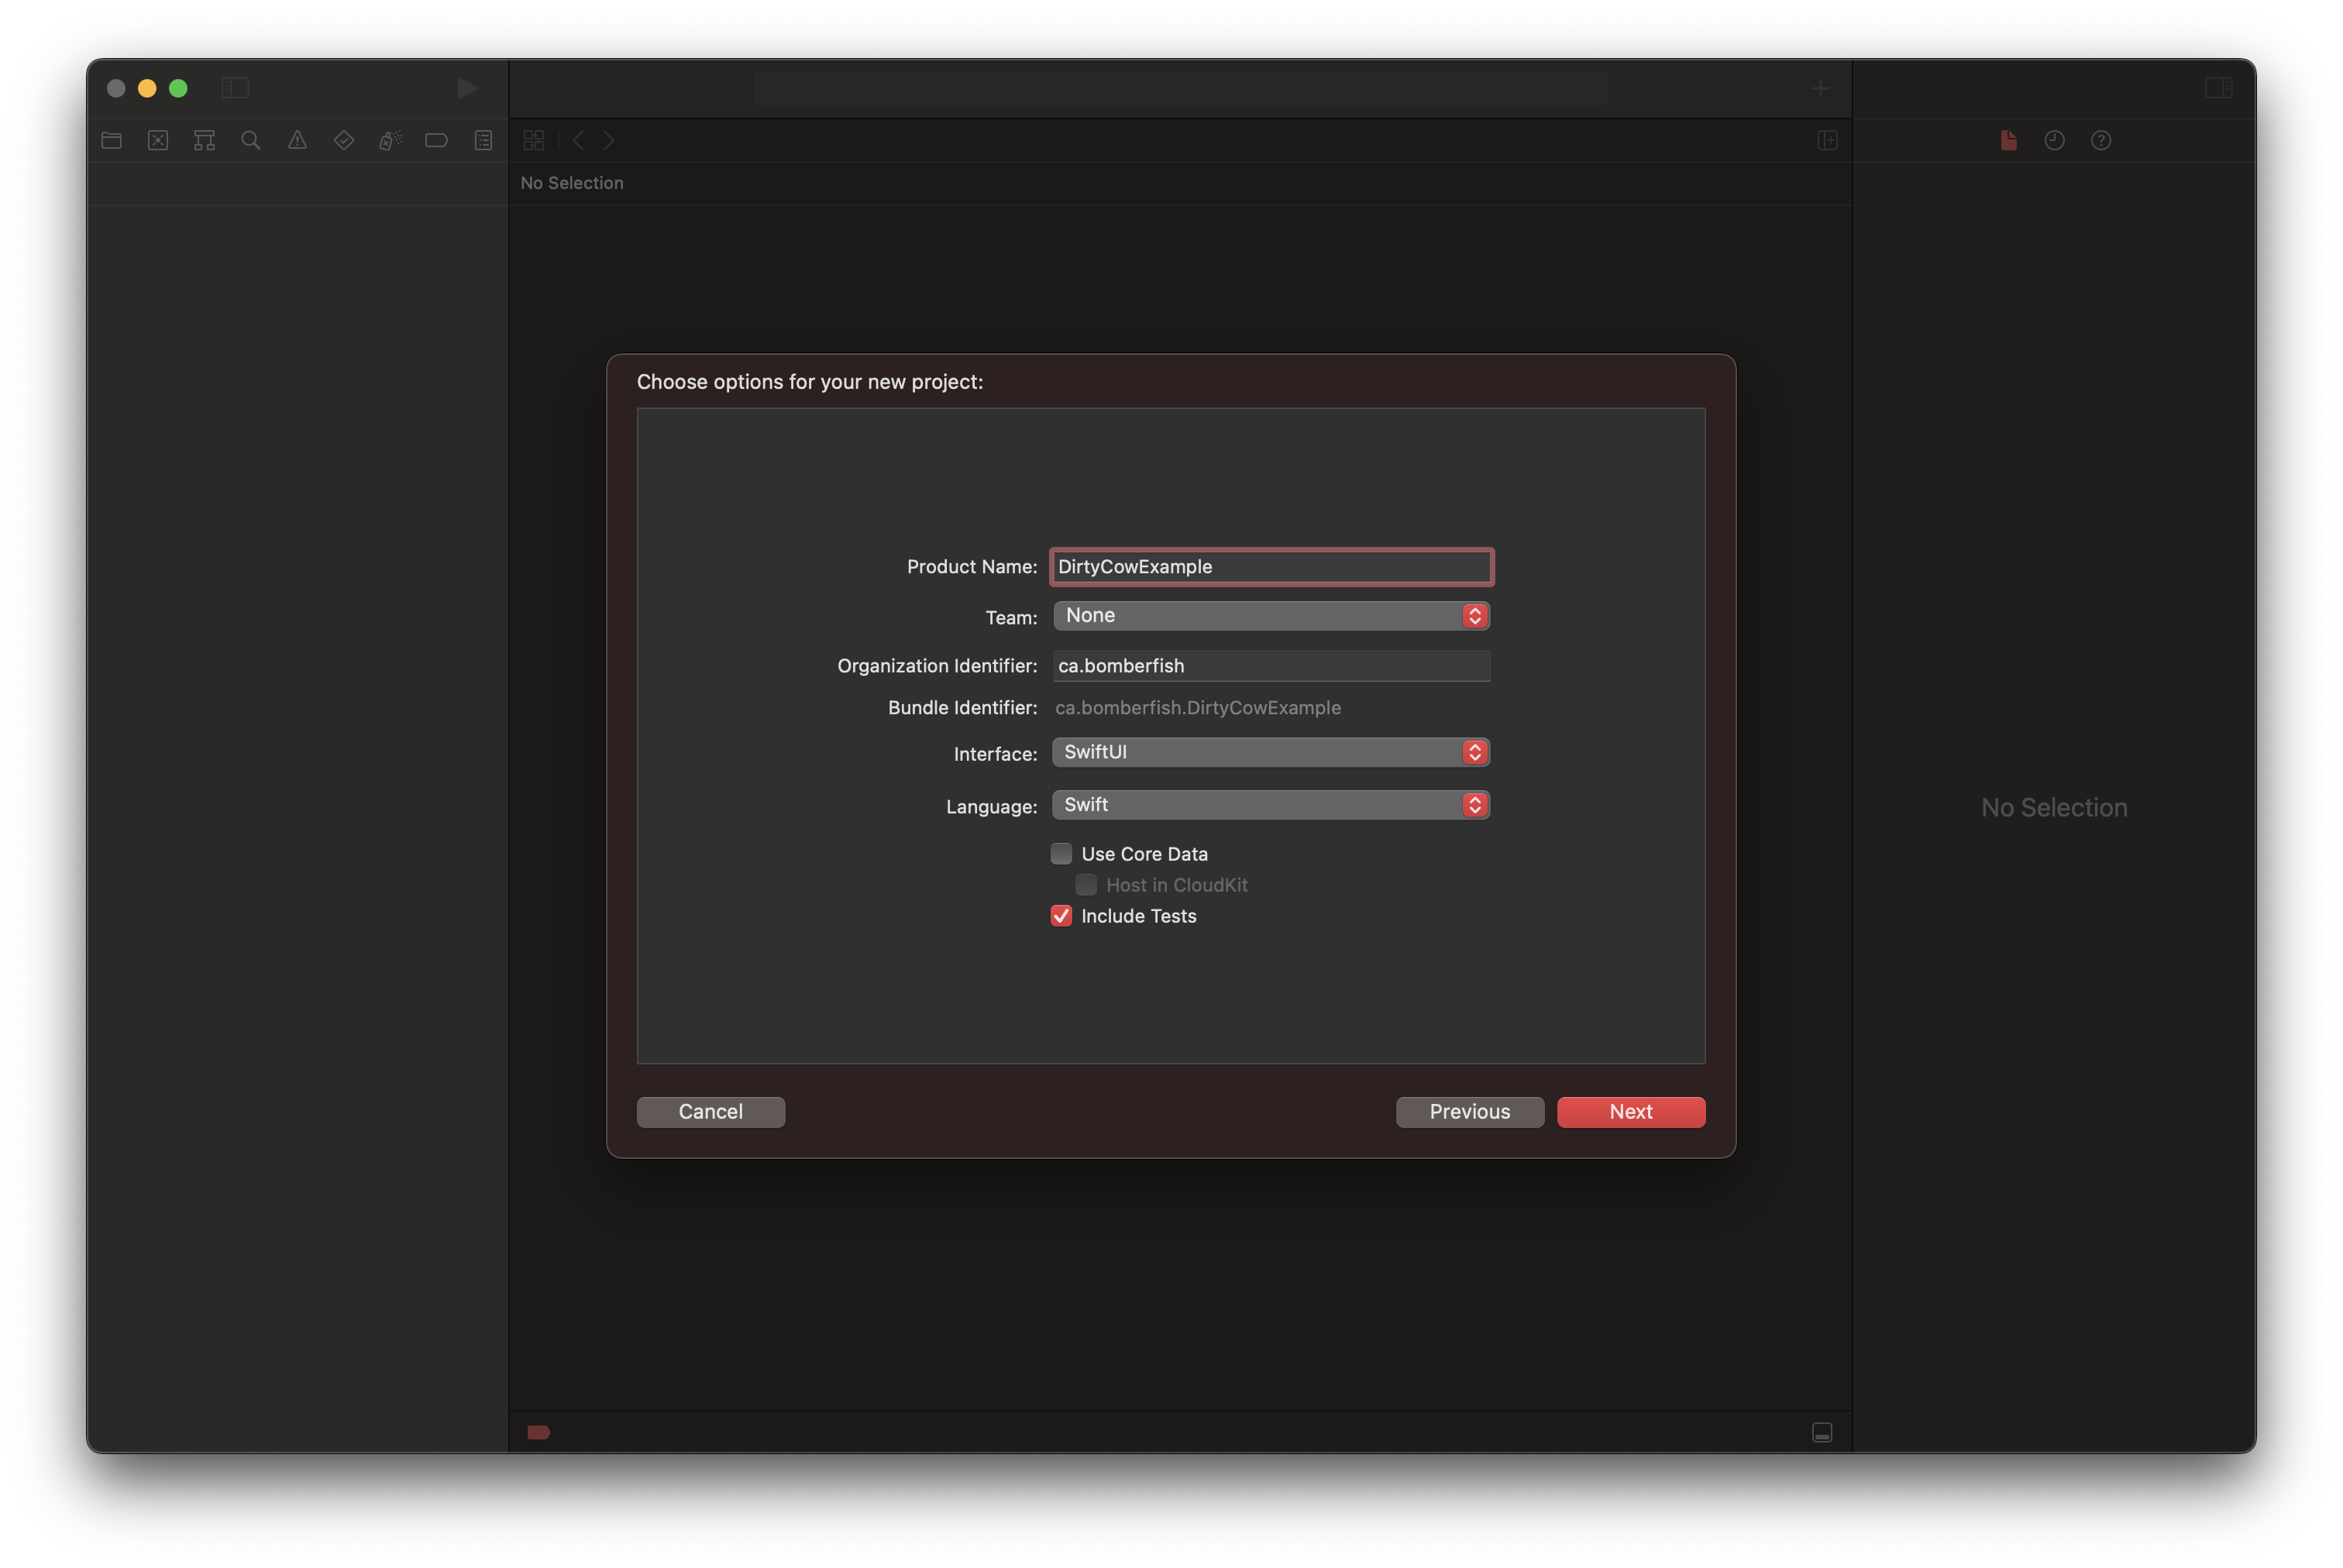 No Selection
Choose options for your new project:
Product Name: DirtyCowExample
Team: None
Organization Identifier: ca.bomberfish
Bundle Identifier: ca.bomberfish.DirtyCowExample
Interface: SwiftUI
Language: Swift
Use Core Data
Host in CloudKit
Include Tests
Cancel Previous Next
No Selection